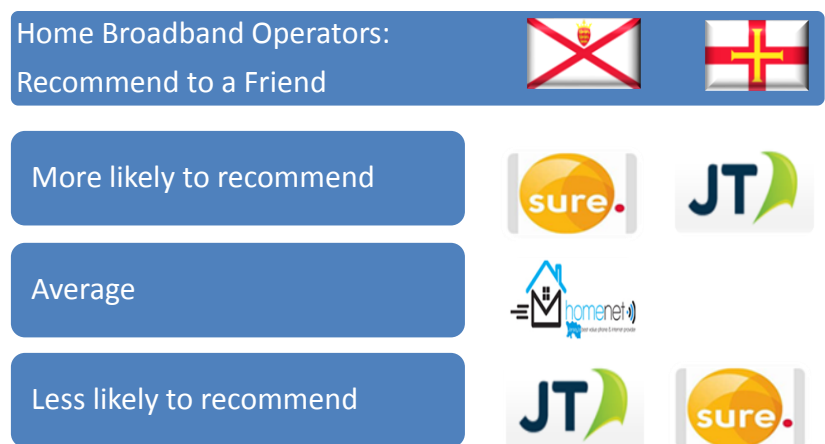 Home Broadband Operators:
Recommend to a Friend
More likely to recommend
sure.
JT
Average
homenet
Less likely to recommend
JT
sure.